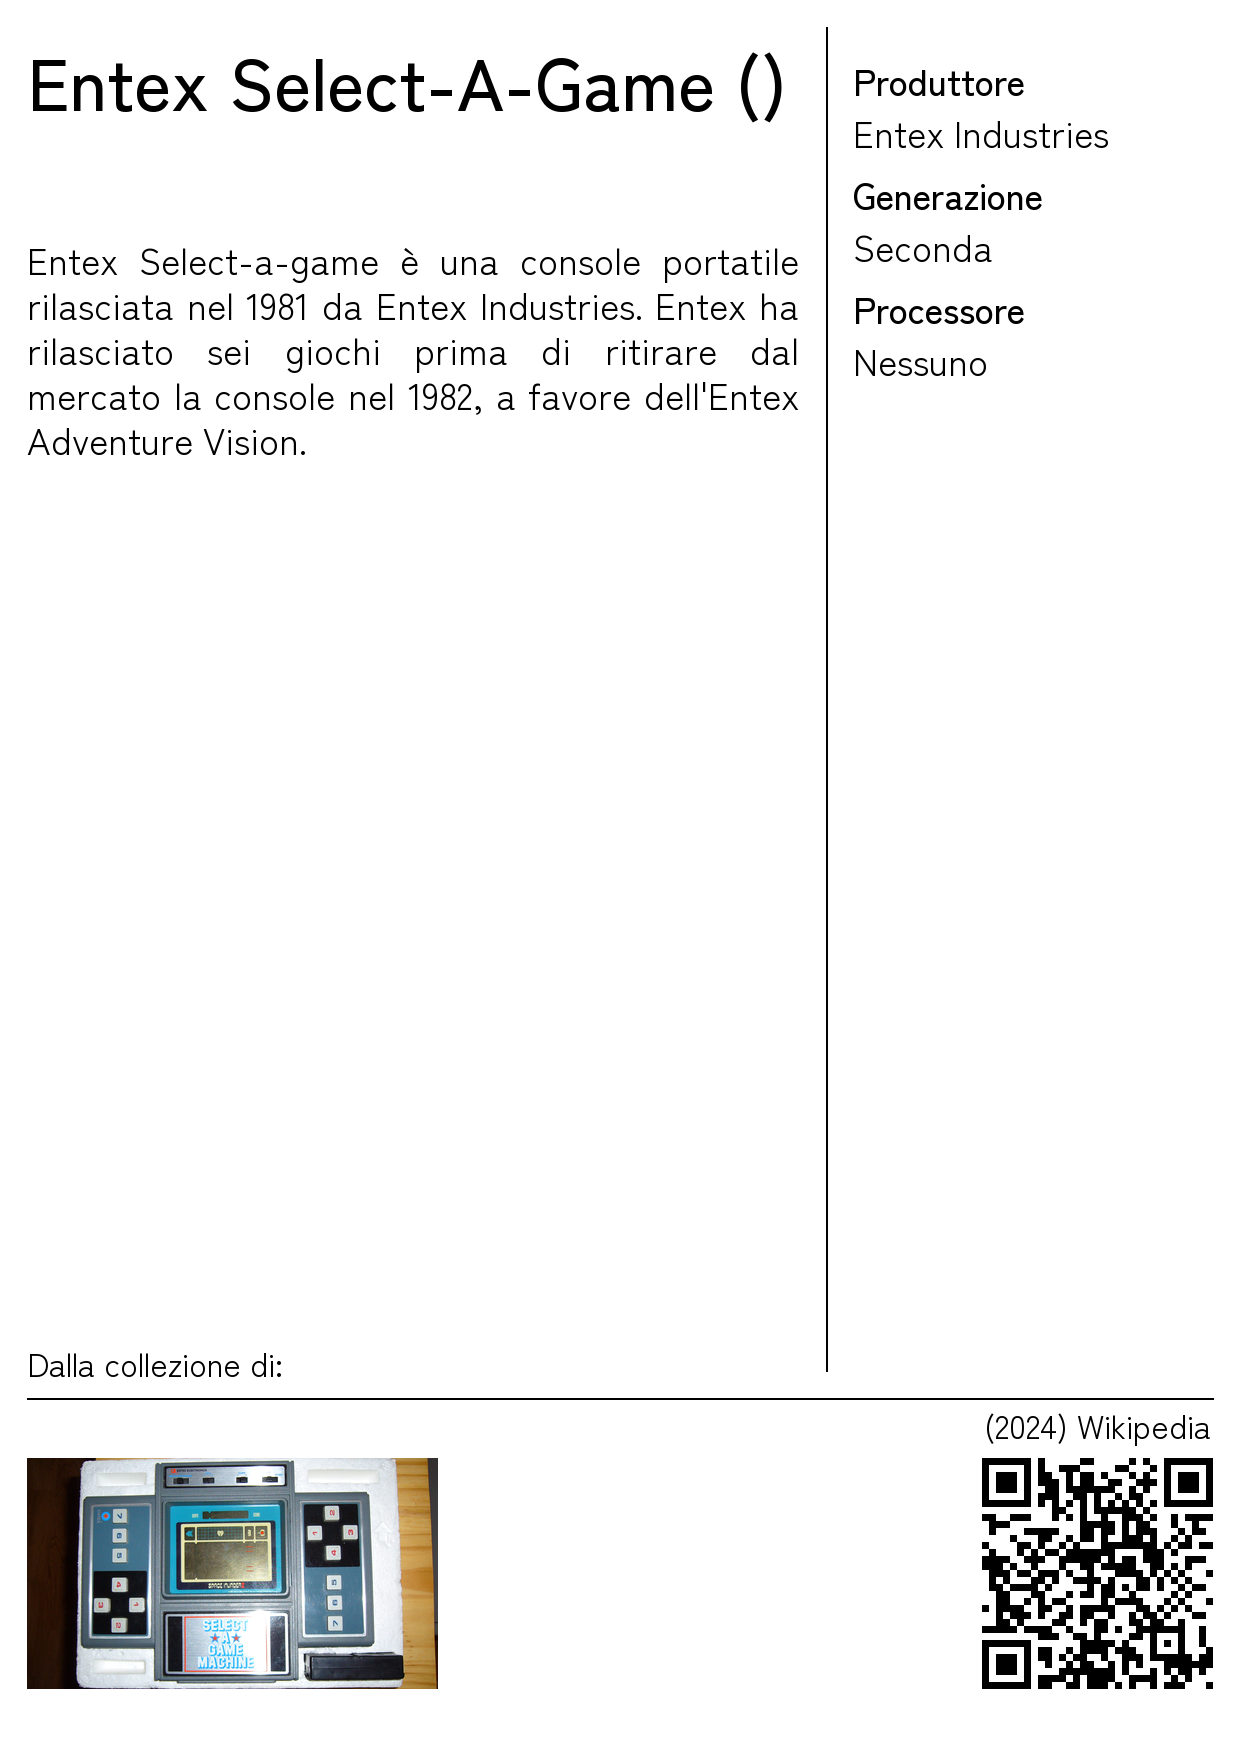 Entex Select-A-Game ()
Entex Select-a-game è una console portatile
rilasciata nel 1981 da Entex Industries. Entex ha
rilasciato sei giochi prima di ritirare dal
mercato la console nel 1982, a favore dell'Entex
Adventure Vision.
Produttore
Entex Industries
Generazione
Seconda
Processore
Nessuno
Dalla collezione di:
(2024) Wikipedia
SELECT
A
GAME
MACHINE